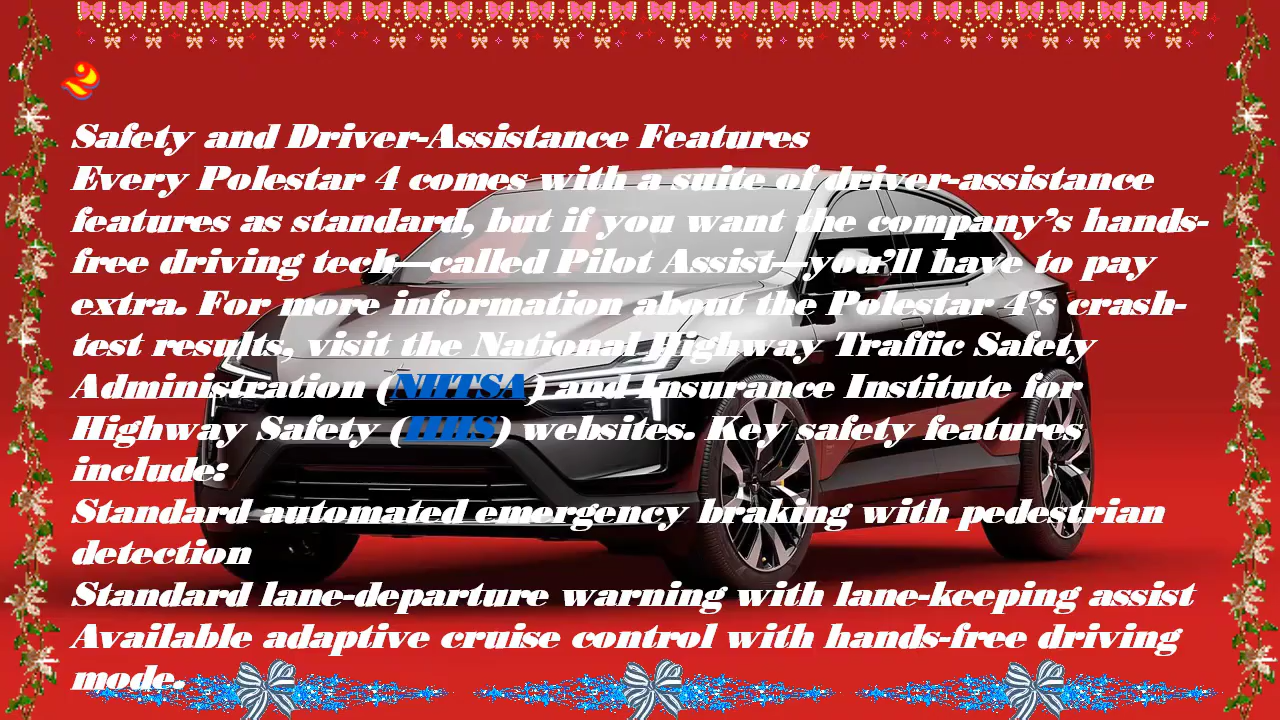 2
Safety and Driver-Assistance Features
Every Polestar 4 comes with a suite of driver-assistance
features as standard, but if you want the company’s hands-
free driving tech—called Pilot Assist—you’ll have to pay
extra. For more information about the Polestar 4’s crash-
test results, visit the National Highway Traffic Safety
Administration (NHTSA) and Insurance Institute for
Highway Safety (IIHS) websites. Key safety features
include:
Standard automated emergency braking with pedestrian
detection
Standard lane-departure warning with lane-keeping assist
Available adaptive cruise control with hands-free driving
mode.